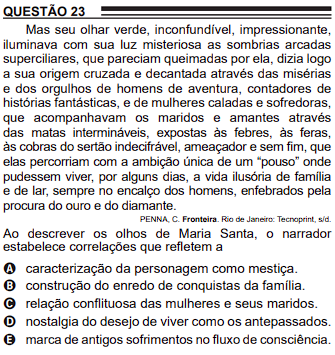 QUESTÃO 23
Mas seu olhar verde, inconfundível, impressionante,
iluminava com sua luz misteriosa as sombrias arcadas
superciliares, que pareciam queimadas por ela, dizia logo
a sua origem cruzada e decantada através das misérias
e dos orgulhos de homens de aventura, contadores de
histórias fantásticas, e de mulheres caladas e sofredoras,
que acompanhavam os maridos e amantes através
das matas intermináveis, expostas às febres, às feras,
às cobras do sertão indecifrável, ameaçador e sem fim, que
elas percorriam com a ambição única de um “pouso” onde
pudessem viver, por alguns dias, a vida ilusória de família
e de lar, sempre no encalço dos homens, enfebrados pela
procura do ouro e do diamante.
PENNA, C. Fronteira. Rio de Janeiro: Tecnoprint, s/d.
Ao descrever os olhos de Maria Santa, o narrador
estabelece correlações que refletem a
A caracterização da personagem como mestiça.
B construção do enredo de conquistas da família.
C relação conflituosa das mulheres e seus maridos.
D nostalgia do desejo de viver como os antepassados.
E marca de antigos sofrimentos no fluxo de consciência.